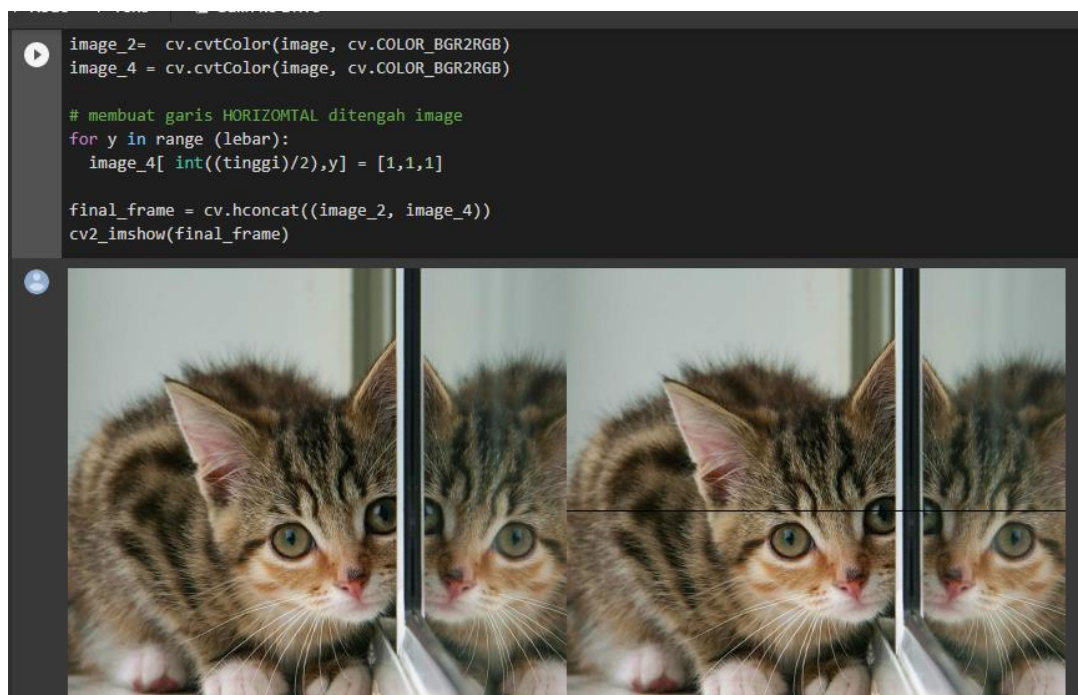 image_2=  cv.cvtColor(image, cv.COLOR_BGR2RGB)
image_4 = cv.cvtColor(image, cv.COLOR_BGR2RGB)
# membuat garis HORIZOMTAL ditengah image
for y in range (lebar):
image_4[ int((tinggi)/2),y] = [1,1,1]
final_frame = cv.hconcat((image_2, image_4))
cv2_imshow(final_frame)